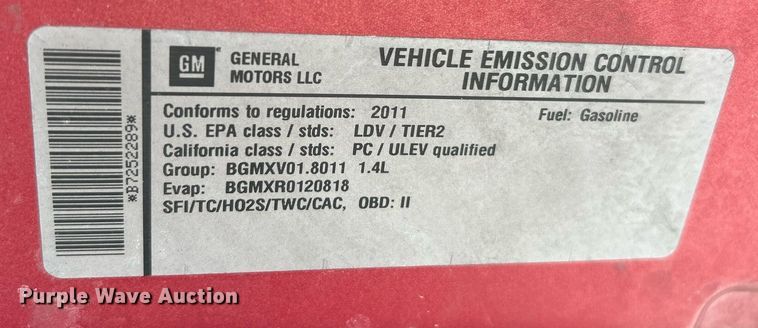 GM
GENERAL
MOTORS LLC
VEHICLE EMISSION CONTROL
INFORMATION
Conforms to regulations: 2011 Fuel: Gasoline
U.S. EPA class / stds: LDV / TIER2
California class / stds: PC / ULEV qualified
Group: BGMXV01.8011 1.4L
Evap: BGMXR0120818
SFI/TC/HO2S/TWC/CAC, OBD: II
*B7252289*
Purple Wave Auction